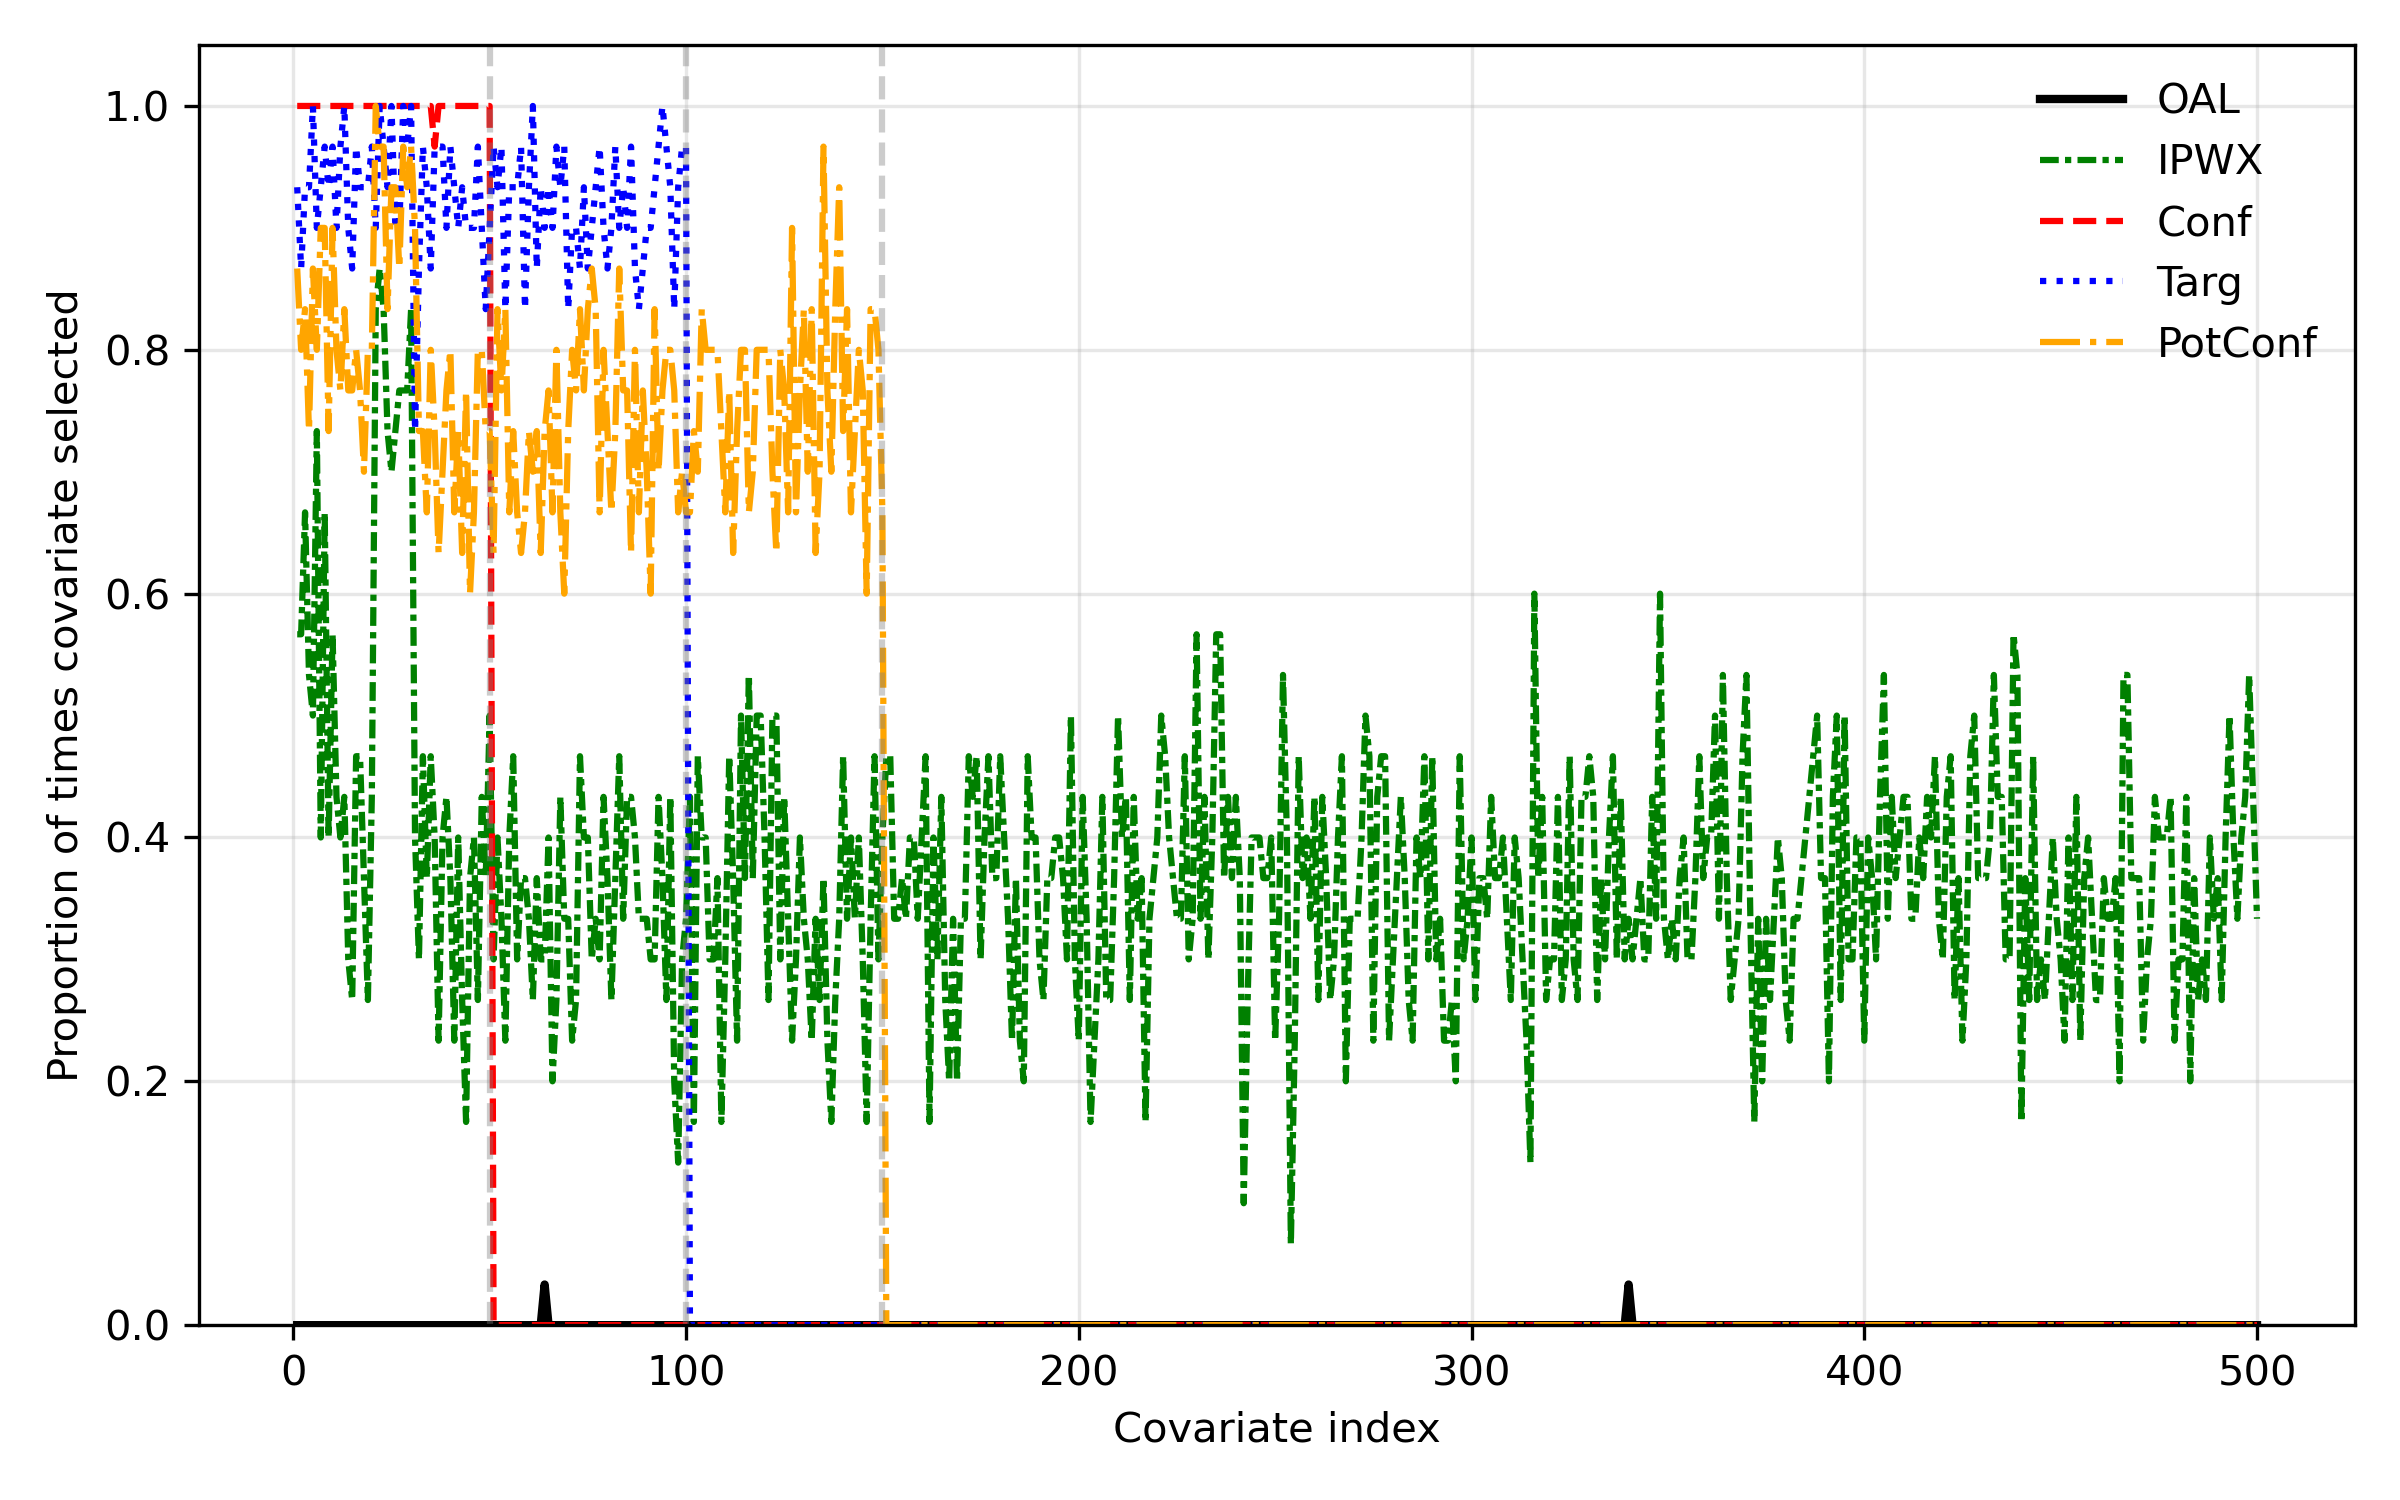 1.0
0.8
0.6
0.4
0.2
0.0
Proportion of times covariate selected
OAL
IPWX
Conf
Targ
PotConf
0 100 200 300 400 500
Covariate index